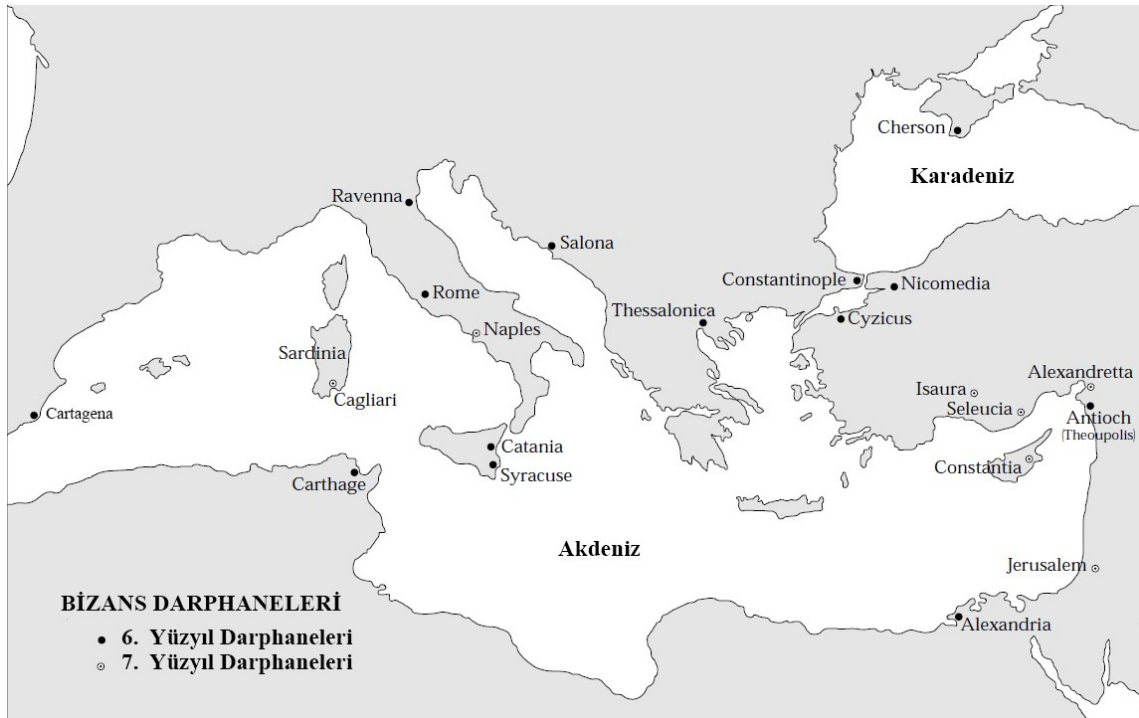 Cherson
Karadeniz
Ravenna
Salona
Constantinople
Nicomedia
Rome
Thessalonica
Cyzicus
Naples
Sardinia
Cagliari
Alexandretta
Isaura
Seleucia
Antioch
(Theoupolis)
Cartagena
Catania
Constantia
Syracuse
Carthage
Akdeniz
Jerusalem
BİZANS DARPHANELERİ
6. Yüzyıl Darphaneleri
Alexandria
7. Yüzyıl Darphaneleri